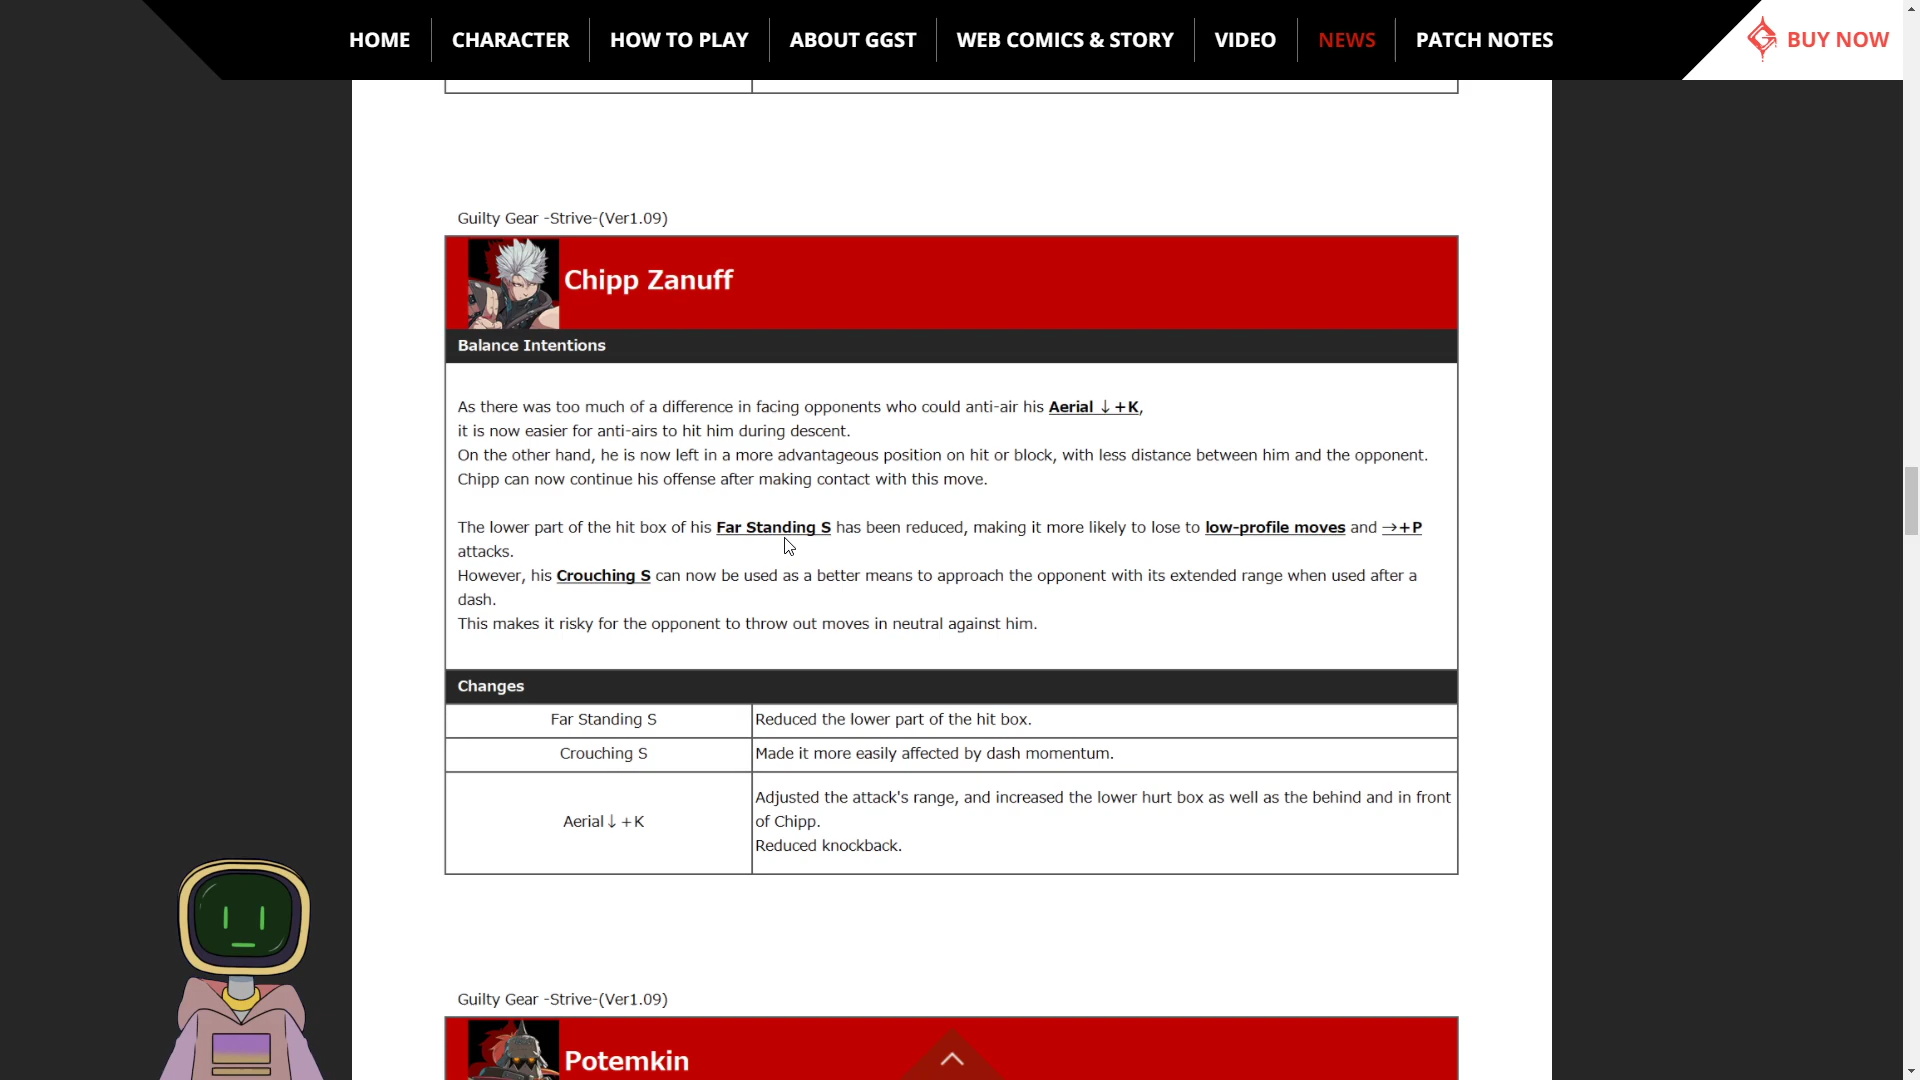 HOME
CHARACTER
HOW TO PLAY
ABOUT GGST
WEB COMICS & STORY
VIDEO
NEWS
PATCH NOTES
BUY NOW
Guilty Gear -Strive-(Ver1.09)
Chipp Zanuff
Balance Intentions
As there was too much of a difference in facing opponents who could anti-air his Aerial ↓+K,
it is now easier for anti-airs to hit him during descent.
On the other hand, he is now left in a more advantageous position on hit or block, with less distance between him and the opponent.
Chipp can now continue his offense after making contact with this move.
The lower part of the hit box of his Far Standing S has been reduced, making it more likely to lose to low-profile moves and →+P
attacks.
However, his Crouching S can now be used as a better means to approach the opponent with its extended range when used after a
dash.
This makes it risky for the opponent to throw out moves in neutral against him.
Changes
Far Standing S
Reduced the lower part of the hit box.
Crouching S
Made it more easily affected by dash momentum.
Aerial↓+K
Adjusted the attack's range, and increased the lower hurt box as well as the behind and in front
of Chipp.
Reduced knockback.
Guilty Gear -Strive-(Ver1.09)
Potemkin